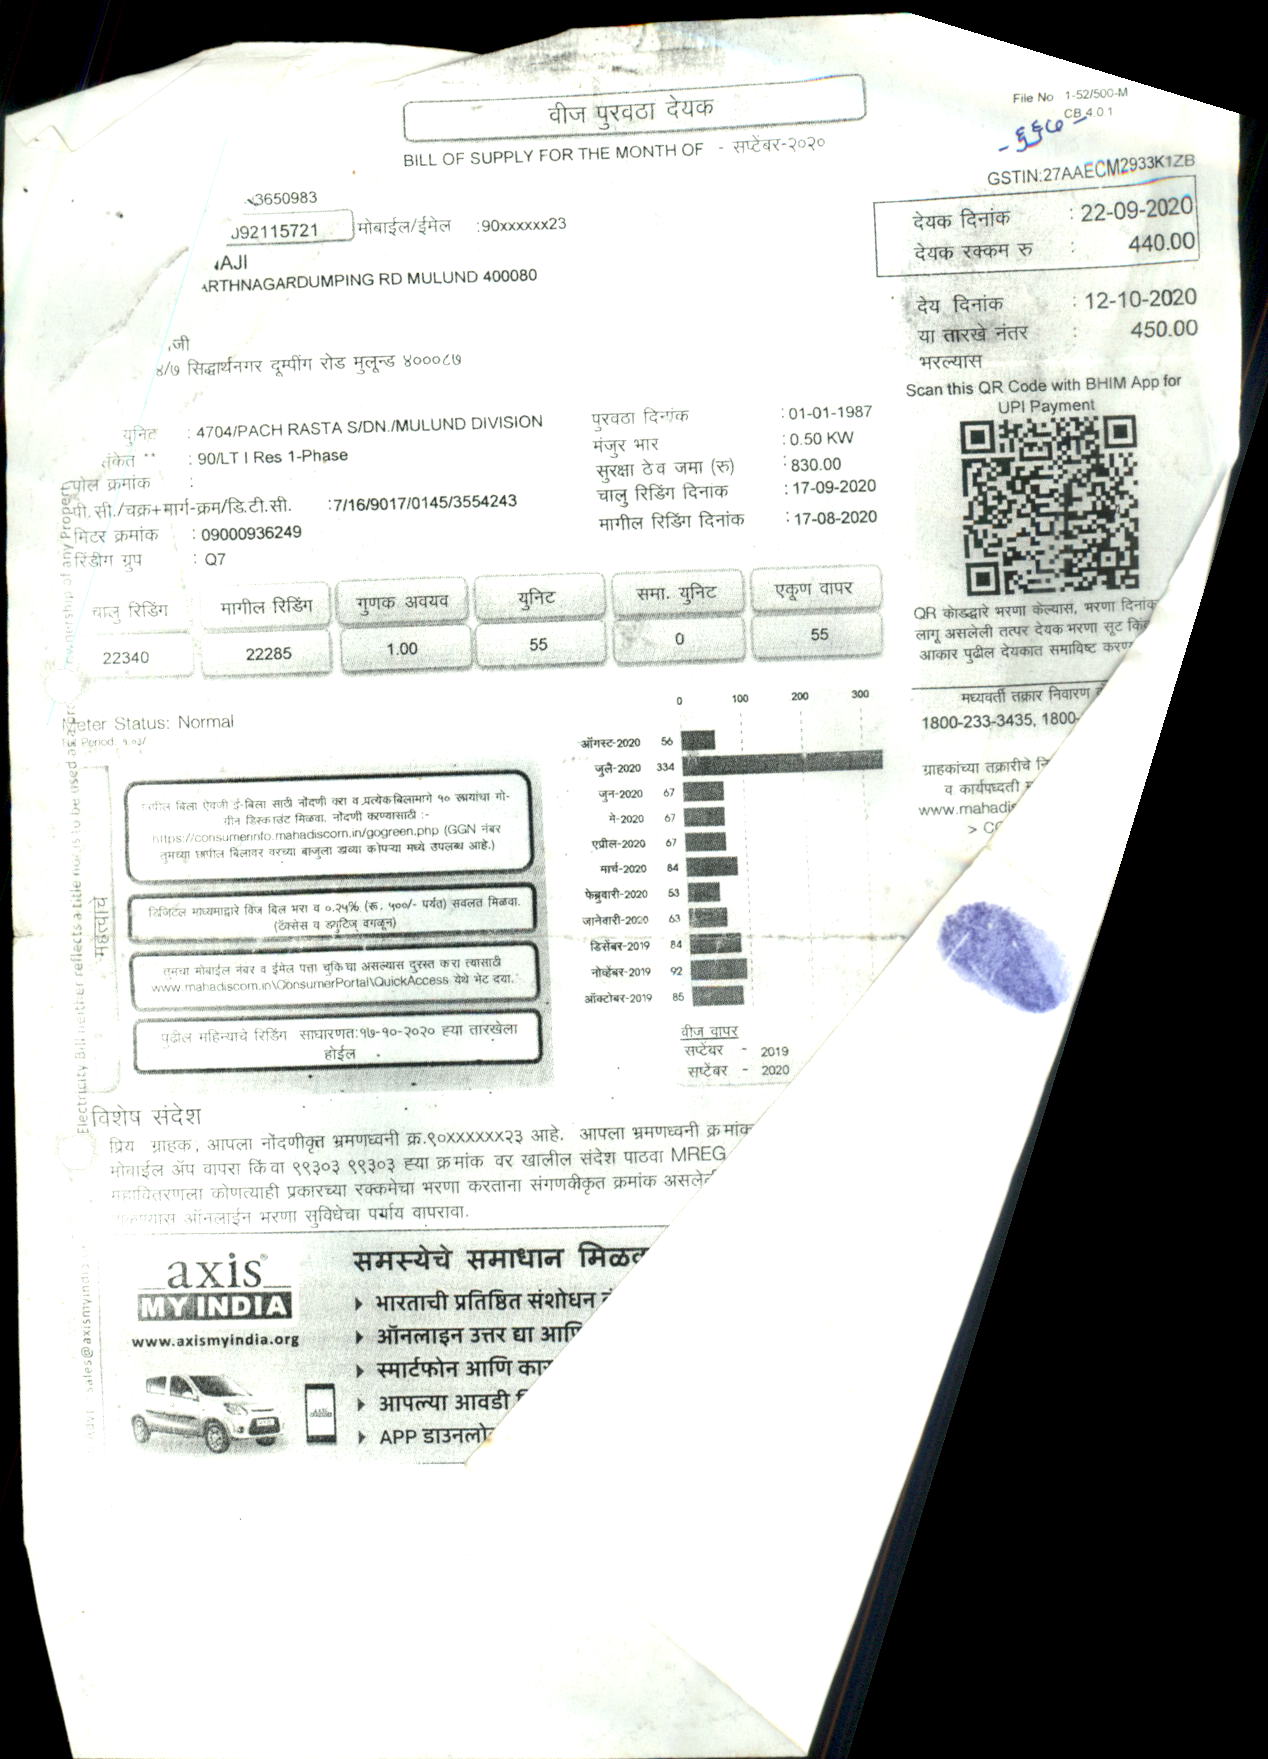 वीज पुरवठा देयक
BILL OF SUPPLY FOR THE MONTH OF - सप्टेंबर-२०२०
File No 1-52/500-M
CB 4.0.1
GSTIN:27AAECM2933K1ZB
3650983
092115721 मोबाईल/ईमेल :90xxxxxx23
AJI
ARTHNAGARDUMPING RD MULUND 400080
जी
४/७ सिद्धार्थनगर दूम्पींग रोड मुलून्ड ४०००८७
देयक दिनांक : 22-09-2020
देयक रक्कम रु : 440.00
देय दिनांक : 12-10-2020
या तारखे नंतर : 450.00
भरल्यास
Scan this QR Code with BHIM App for
UPI Payment
युनिट : 4704/PACH RASTA S/DN./MULUND DIVISION
संकेत ** : 90/LT I Res 1-Phase
पोल क्रमांक :
पी.सी./चक्र+मार्ग-क्रम/डि.टी.सी. :7/16/9017/0145/3554243
मिटर क्रमांक : 09000936249
रिडींग ग्रुप : Q7
पुरवठा दिनांक : 01-01-1987
मंजुर भार : 0.50 KW
सुरक्षा ठेव जमा (रु) : 830.00
चालु रिडिंग दिनांक : 17-09-2020
मागील रिडिंग दिनांक : 17-08-2020
चालु रिडिंग मागील रिडिंग गुणक अवयव युनिट समा. युनिट एकूण वापर
22340 22285 1.00 55 0 55
QR कोडद्वारे भरणा केल्यास, भरणा दिनांक
लागू असलेली तत्पर देयक भरणा सूट कि
आकार पुढील देयकात समाविष्ट करण
मध्यवर्ती तक्रार निवारण
1800-233-3435, 1800-
ग्राहकांच्या तक्रारीचे नि
व कार्यपध्दती
www.mahadis
> CC
Meter Status: Normal
Period:
छापील बिला ऐवजी ई-बिला साठी नोंदणी करा व प्रत्येक बिलामागे १० रूपयांचा गो-
ग्रीन डिस्काउंट मिळवा. नोंदणी करण्यासाठी :-
https://consumerinfo.mahadiscom.in/gogreen.php (GGN नंबर
तुमच्या छापील बिलावर वरच्या बाजुला डाव्या कोपऱ्या मध्ये उपलब्ध आहे.)
डिजिटल माध्यमाद्वारे विज बिल भरा व ०.२५% (रू. ५००/- पर्यंत) सवलत मिळवा.
(टॅक्सेस व ड्युटिज् वगळून)
तुमचा मोबाईल नंबर व ईमेल पत्ता चुकिचा असल्यास दुरस्त करा त्यासाठी
www.mahadiscom.in\ConsumerPortal\QuickAccess येथे भेट दया.
पुढील महिन्याचे रिडिंग साधारणत:१७-१०-२०२० ह्या तारखेला
होईल
महत्वाचे
0 100 200 300
ऑगस्ट-2020 56
जुलै-2020 334
जुन-2020 67
मे-2020 67
एप्रील-2020 67
मार्च-2020 84
फेब्रुवारी-2020 53
जानेवारी-2020 63
डिसेंबर-2019 84
नोव्हेंबर-2019 92
ऑक्टोबर-2019 85
वीज वापर
सप्टेंबर - 2019
सप्टेंबर - 2020
विशेष संदेश
प्रिय ग्राहक, आपला नोंदणीकृत भ्रमणध्वनी क्र.९०XXXXXX२३ आहे. आपला भ्रमणध्वनी क्रमांक
मोबाईल ॲप वापरा किंवा ९९३०३ ९९३०३ ह्या क्रमांक वर खालील संदेश पाठवा MREG
महावितरणला कोणत्याही प्रकारच्या रक्कमेचा भरणा करताना संगणकीकृत क्रमांक असले
ऑनलाईन भरणा सुविधेचा पर्याय वापरावा.
axis
MY INDIA
www.axismyindia.org
समस्येचे समाधान मिळव
भारताची प्रतिष्ठित संशोधन
ऑनलाइन उत्तर द्या आणि
स्मार्टफोन आणि कार
आपल्या आवडी
APP डाउनलो
Electricity Bill neither reflects a title nor is to be used as a ownership of any Propert
sales@axismyindia